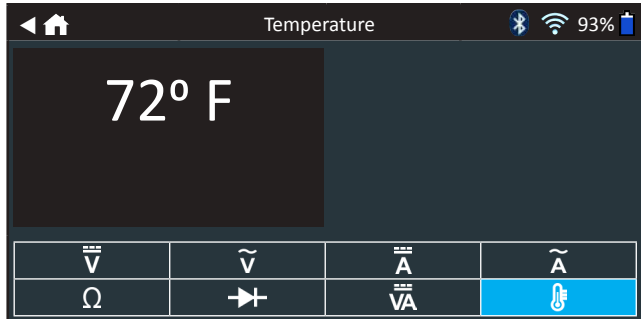 Temperature 93%
72º F
V V A A
Ω VA